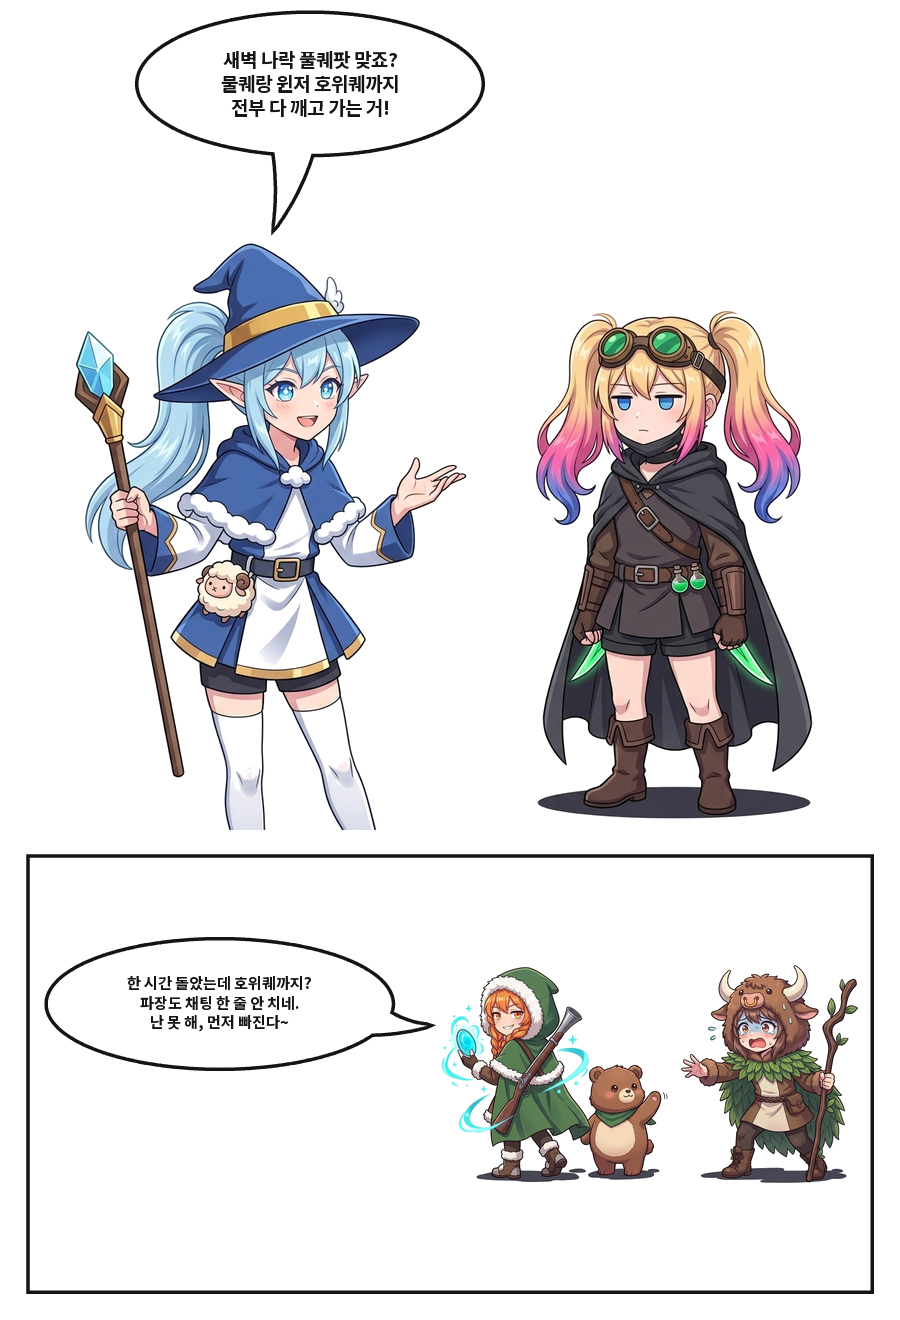 새벽 나락 풀퀘팟 맞죠?
물퀘랑 윈저 호위퀘까지
전부 다 깨고 가는 거!
한 시간 돌았는데 호위퀘까지?
파장도 채팅 한 줄 안 치네.
난 못 해, 먼저 빠진다~